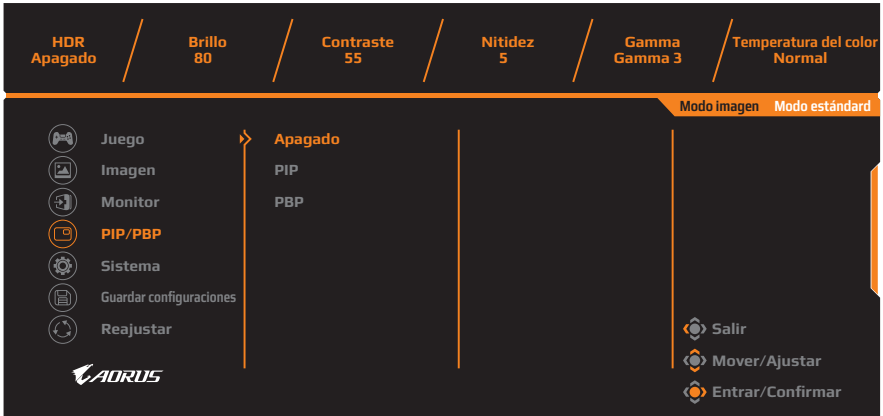 HDR
Apagado
Brillo
80
Contraste
55
Nitidez
5
Gamma
Gamma 3
Temperatura del color
Normal
Modo imagen Modo estándard
Juego
Apagado
Imagen
PIP
Monitor
PBP
PIP/PBP
Sistema
Guardar configuraciones
Reajustar
Salir
Mover/Ajustar
Entrar/Confirmar
AORUS